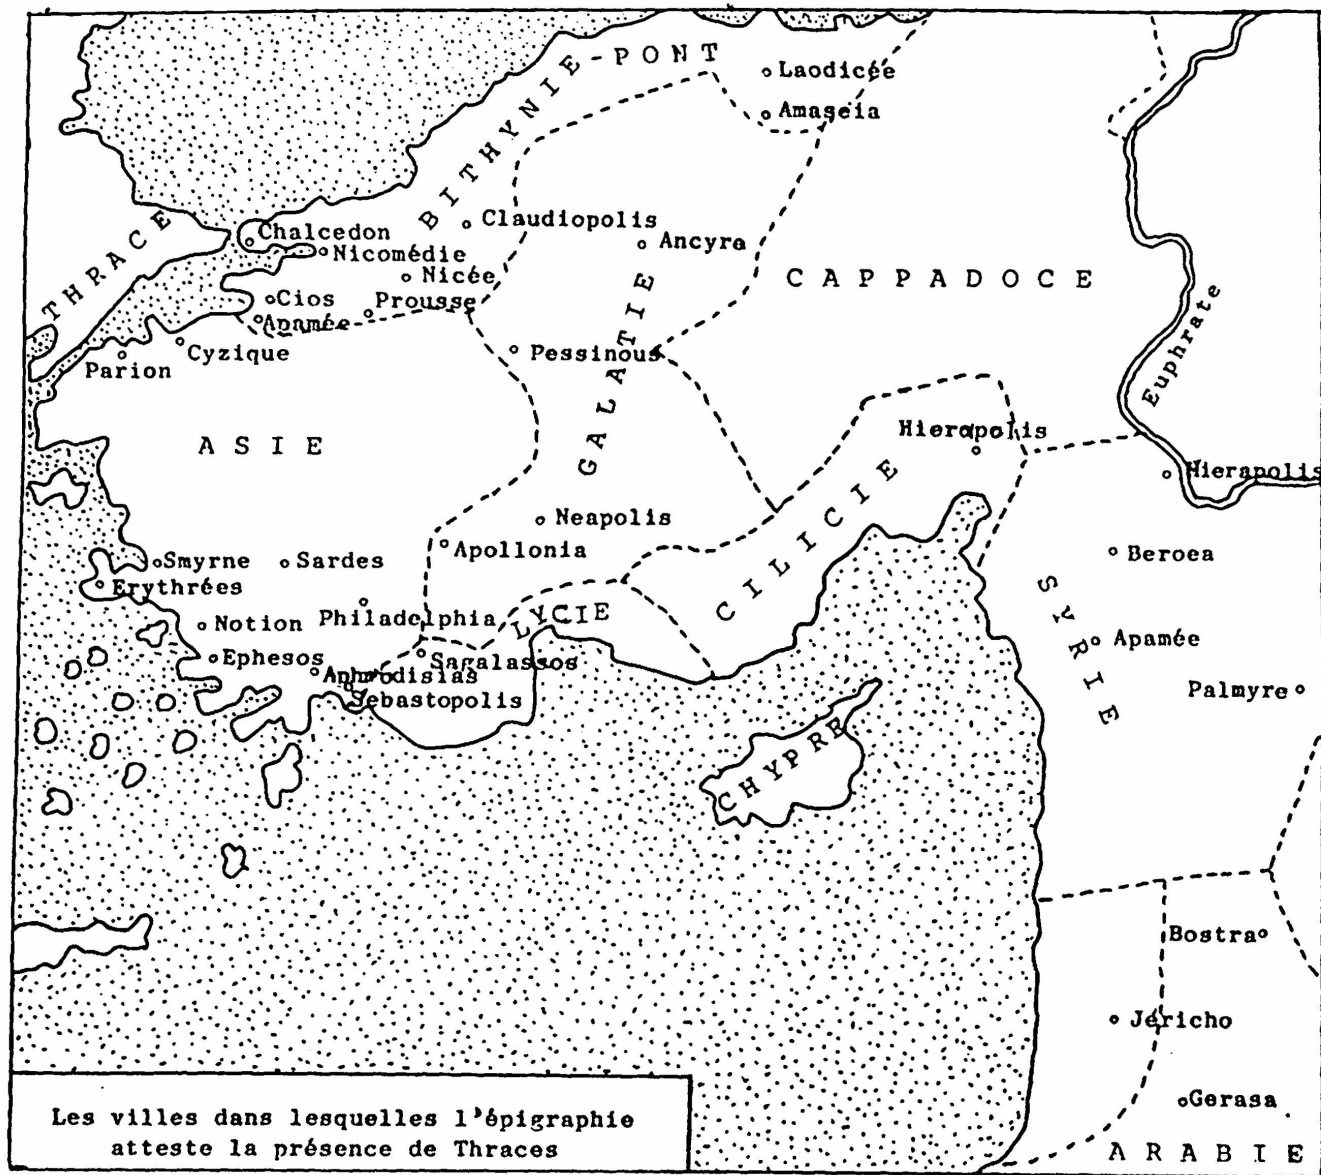 BITHYNIE-PONT
Laodicée
Amaseia
THRACE
Chalcedon
Claudiopolis
Nicomédie
Ancyre
Nicée
CAPPADOCE
Cios
Prousse
Apamée
Cyzique
Parion
Pessinous
GALATIE
Euphrate
ASIE
Hierapolis
Hierapolis
CILICIE
Neapolis
Apollonia
Smyrne
Sardes
Erythrées
Beroea
SYRIE
Philadelphia
LYCIE
Notion
Apamée
Ephesos
Sagalassos
Aphrodisias
Sebastopolis
Palmyre
CHYPRE
Bostra
Jéricho
Gerasa
ARABIE
Les villes dans lesquelles l'épigraphie
atteste la présence de Thraces